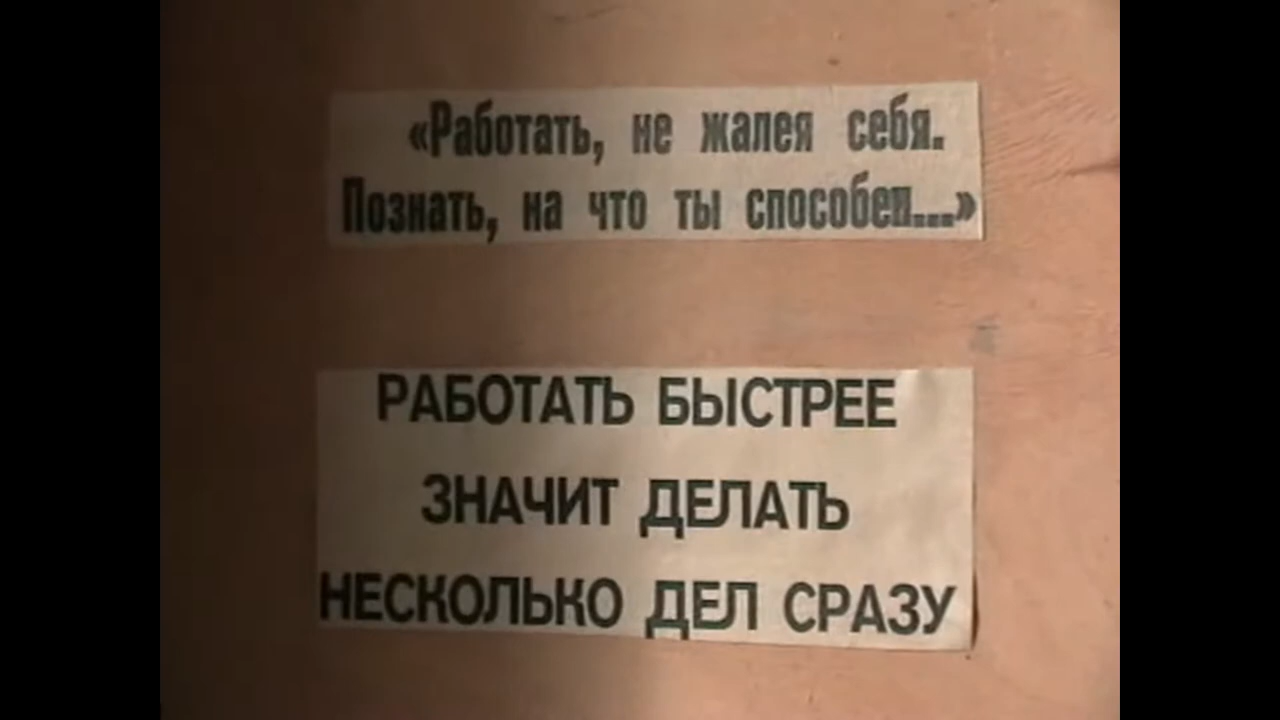 «Работать, не жалея себя.
Познать, на что ты способен...»
РАБОТАТЬ БЫСТРЕЕ
ЗНАЧИТ ДЕЛАТЬ
НЕСКОЛЬКО ДЕЛ СРАЗУ